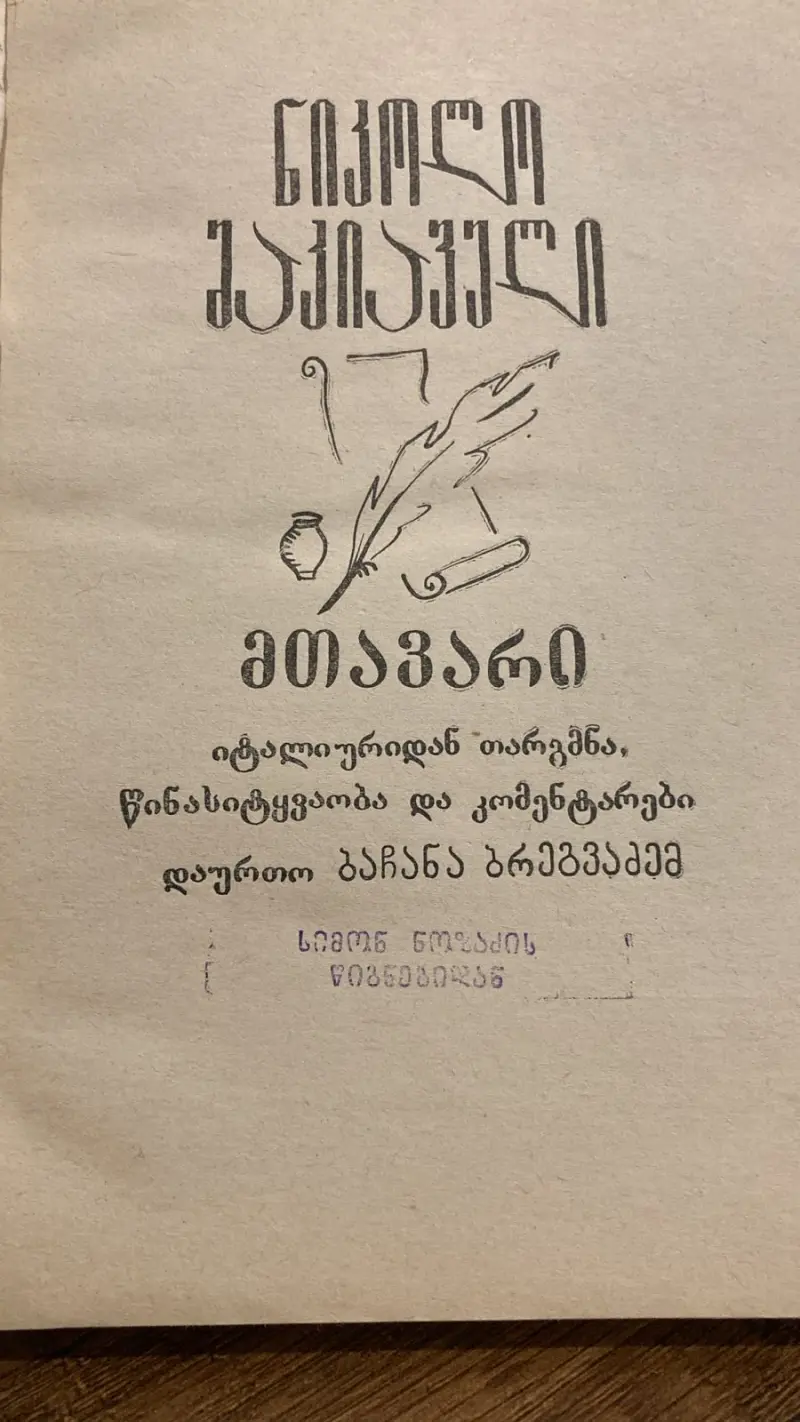 ნიკოლო
მაკიაველი
მთავარი
იტალიურიდან თარგმნა,
წინასიტყვაობა და კომენტარები
დაურთო ბაჩანა ბრეგვაძემ
სიმონ ნოზაძის
წიგნებიდან